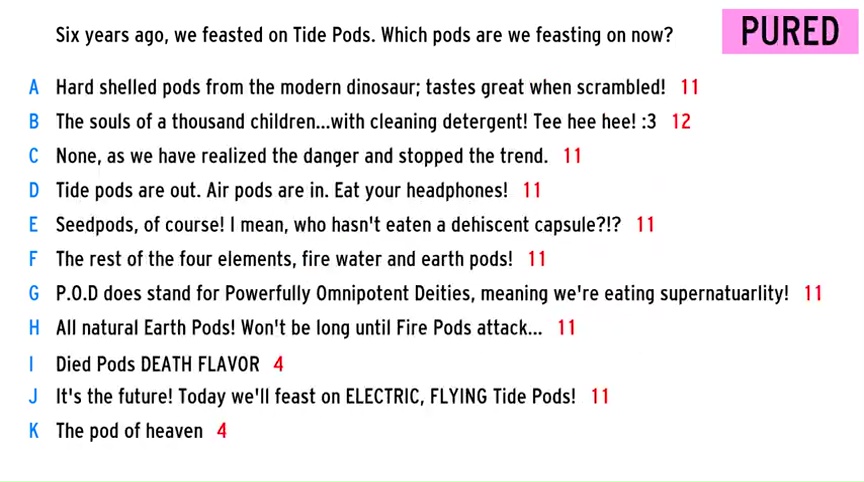 Six years ago, we feasted on Tide Pods. Which pods are we feasting on now?
PURED
A Hard shelled pods from the modern dinosaur; tastes great when scrambled! 11
B The souls of a thousand children...with cleaning detergent! Tee hee hee! :3 12
C None, as we have realized the danger and stopped the trend. 11
D Tide pods are out. Air pods are in. Eat your headphones! 11
E Seedpods, of course! I mean, who hasn't eaten a dehiscent capsule?!? 11
F The rest of the four elements, fire water and earth pods! 11
G P.O.D does stand for Powerfully Omnipotent Deities, meaning we're eating supernatuarlity! 11
H All natural Earth Pods! Won't be long until Fire Pods attack... 11
I Died Pods DEATH FLAVOR 4
J It's the future! Today we'll feast on ELECTRIC, FLYING Tide Pods! 11
K The pod of heaven 4